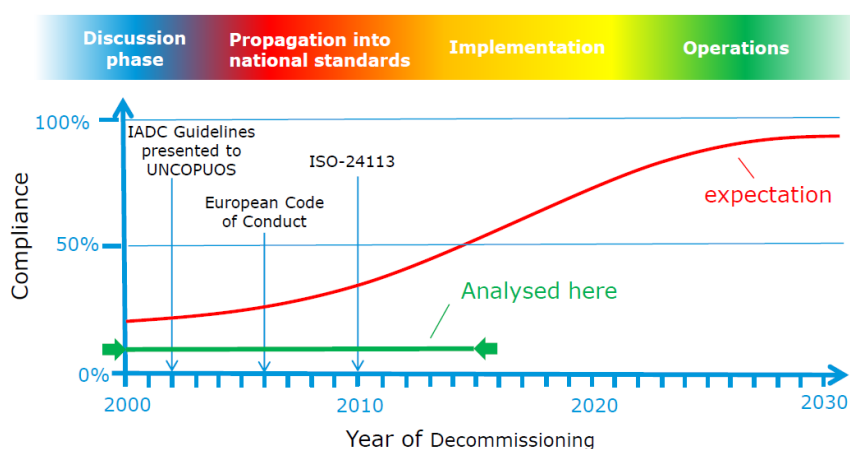 Discussion
phase
Propagation into
national standards
Implementation
Operations
100%
IADC Guidelines
presented to
UNCOPUOS
ISO-24113
European Code
of Conduct
expectation
Compliance
50%
Analysed here
0%
2000
2010
2020
2030
Year of Decommissioning